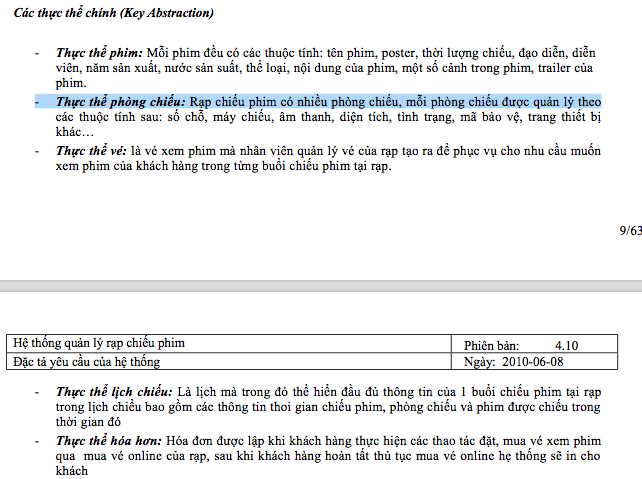 Các thực thể chính (Key Abstraction)
- Thực thể phim: Mỗi phim đều có các thuộc tính: tên phim, poster, thời lượng chiếu, đạo diễn, diễn
viên, năm sản xuất, nước sản suất, thể loại, nội dung của phim, một số cảnh trong phim, trailer của
phim.
- Thực thể phòng chiếu: Rạp chiếu phim có nhiều phòng chiếu, mỗi phòng chiếu được quản lý theo
các thuộc tính sau: số chỗ, máy chiếu, âm thanh, diện tích, tình trạng, mã bảo vệ, trang thiết bị
khác…
- Thực thể vé: là vé xem phim mà nhân viên quản lý vé của rạp tạo ra để phục vụ cho nhu cầu muốn
xem phim của khách hàng trong từng buổi chiếu phim tại rạp.
9/63
Hệ thống quản lý rạp chiếu phim Phiên bản: 4.10
Đặc tả yêu cầu của hệ thống Ngày: 2010-06-08
- Thực thể lịch chiếu: Là lịch mà trong đó thể hiển đầu đủ thông tin của 1 buổi chiếu phim tại rạp
trong lịch chiều bao gồm các thông tin thoi gian chiếu phim, phòng chiếu và phim được chiếu trong
thời gian đó
- Thực thể hóa hơn: Hóa đơn được lập khi khách hàng thực hiện các thao tác đặt, mua vé xem phim
qua mua vé online của rạp, sau khi khách hàng hoàn tất thủ tục mua vé online hẹ thống sẽ in cho
khách